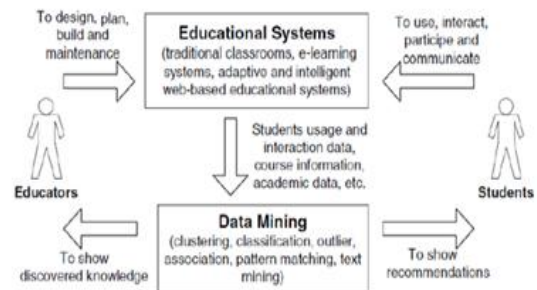 To design, plan,
build and
maintenance
Educational Systems
(traditional classrooms, e-learning
systems, adaptivo and intelligent
web-based educational systems)
To use, interact,
participe and
communicate
Students usage and
interaction data,
course information,
academic data, etc.
Educators
Students
Data Mining
(clustering, classification, outlier,
association, pattern matching, text
mining)
To show
discovered knowledge
To show
recommendations